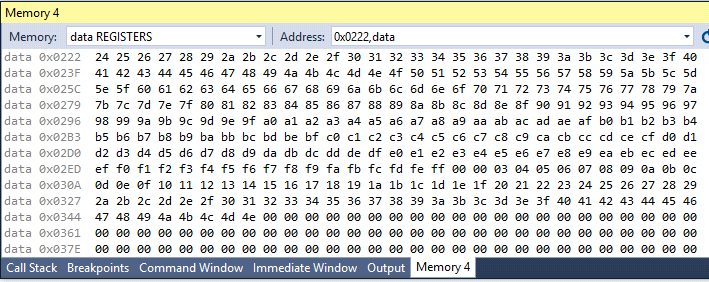 Memory 4
Memory: data REGISTERS Address: 0x0222,data
data 0x0222 24 25 26 27 28 29 2a 2b 2c 2d 2e 2f 30 31 32 33 34 35 36 37 38 39 3a 3b 3c 3d 3e 3f 40
data 0x023F 41 42 43 44 45 46 47 48 49 4a 4b 4c 4d 4e 4f 50 51 52 53 54 55 56 57 58 59 5a 5b 5c 5d
data 0x025C 5e 5f 60 61 62 63 64 65 66 67 68 69 6a 6b 6c 6d 6e 6f 70 71 72 73 74 75 76 77 78 79 7a
data 0x0279 7b 7c 7d 7e 7f 80 81 82 83 84 85 86 87 88 89 8a 8b 8c 8d 8e 8f 90 91 92 93 94 95 96 97
data 0x0296 98 99 9a 9b 9c 9d 9e 9f a0 a1 a2 a3 a4 a5 a6 a7 a8 a9 aa ab ac ad ae af b0 b1 b2 b3 b4
data 0x02B3 b5 b6 b7 b8 b9 ba bb bc bd be bf c0 c1 c2 c3 c4 c5 c6 c7 c8 c9 ca cb cc cd ce cf d0 d1
data 0x02D0 d2 d3 d4 d5 d6 d7 d8 d9 da db dc dd de df e0 e1 e2 e3 e4 e5 e6 e7 e8 e9 ea eb ec ed ee
data 0x02ED ef f0 f1 f2 f3 f4 f5 f6 f7 f8 f9 fa fb fc fd fe ff 00 00 03 04 05 06 07 08 09 0a 0b 0c
data 0x030A 0d 0e 0f 10 11 12 13 14 15 16 17 18 19 1a 1b 1c 1d 1e 1f 20 21 22 23 24 25 26 27 28 29
data 0x0327 2a 2b 2c 2d 2e 2f 30 31 32 33 34 35 36 37 38 39 3a 3b 3c 3d 3e 3f 40 41 42 43 44 45 46
data 0x0344 47 48 49 4a 4b 4c 4d 4e 00 00 00 00 00 00 00 00 00 00 00 00 00 00 00 00 00 00 00 00 00
data 0x0361 00 00 00 00 00 00 00 00 00 00 00 00 00 00 00 00 00 00 00 00 00 00 00 00 00 00 00 00 00
data 0x037E 00 00 00 00 00 00 00 00 00 00 00 00 00 00 00 00 00 00 00 00 00 00 00 00 00 00 00 00 00
Call Stack Breakpoints Command Window Immediate Window Output Memory 4